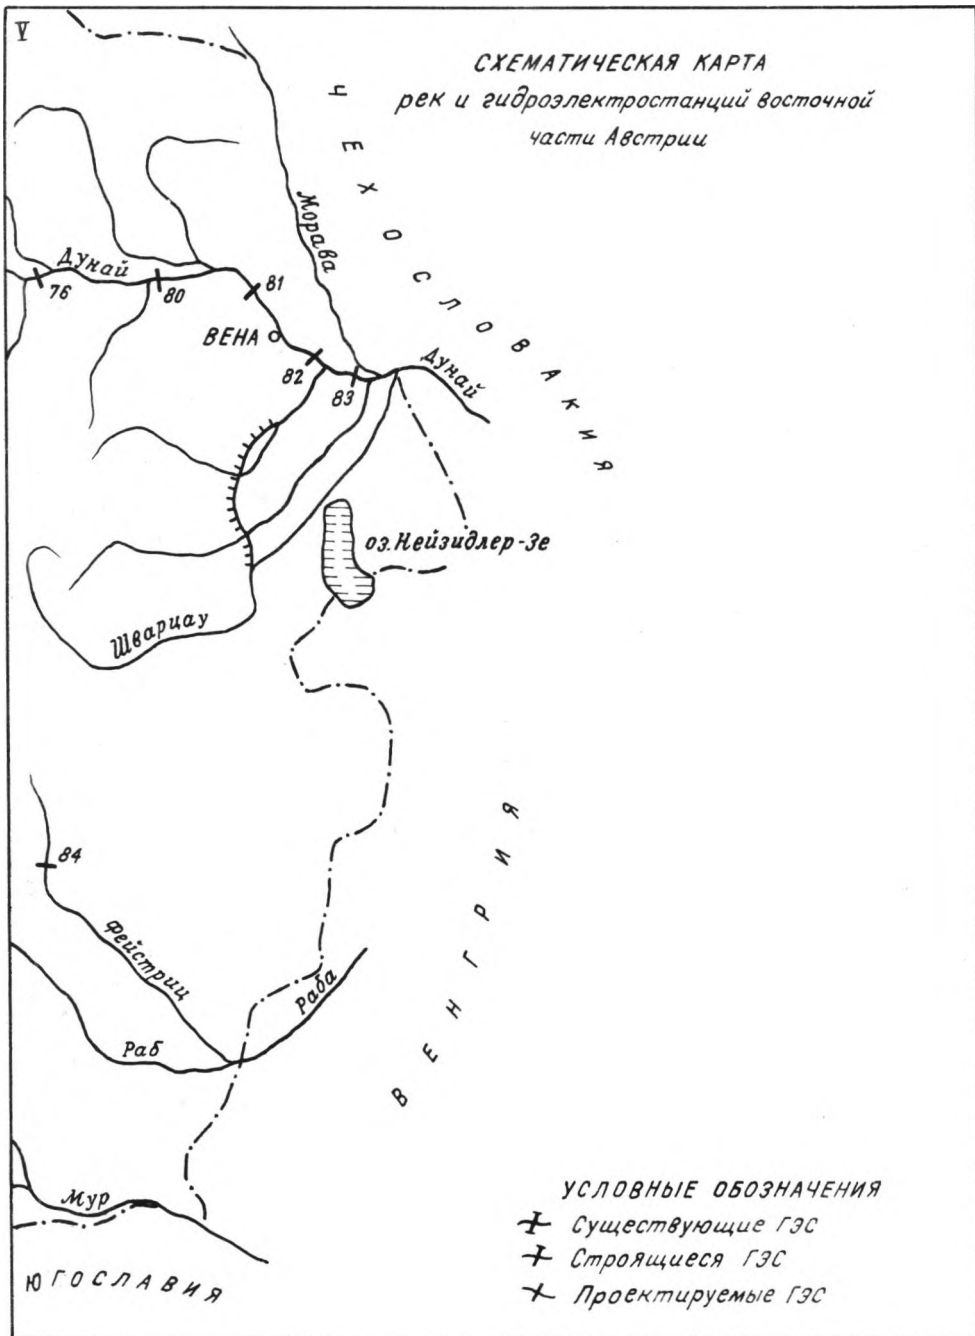 V
СХЕМАТИЧЕСКАЯ КАРТА
рек и гидроэлектростанций восточной
части Австрии
ЧЕХОСЛОВАКИЯ
Морава
Дунай
76
80
81
ВЕНА
82
83
Дунай
оз. Нейзидлер-Зе
Шварцау
84
Фейстриц
Раб
Раба
ВЕНГРИЯ
Мур
ЮГОСЛАВИЯ
УСЛОВНЫЕ ОБОЗНАЧЕНИЯ
Существующие ГЭС
Строящиеся ГЭС
Проектируемые ГЭС